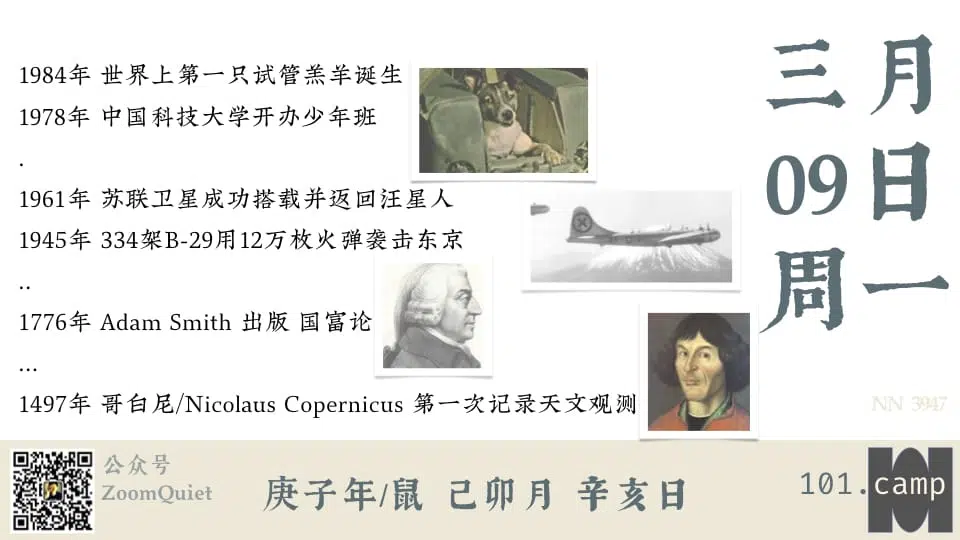 三月
09日
周一
1984年 世界上第一只试管羔羊诞生
1978年 中国科技大学开办少年班
.
1961年 苏联卫星成功搭载并返回汪星人
1945年 334架B-29用12万枚火弹袭击东京
..
1776年 Adam Smith 出版 国富论
...
1497年 哥白尼/Nicolaus Copernicus 第一次记录天文观测
NN 3947
公众号
ZoomQuiet
庚子年/鼠 己卯月 辛亥日
101.camp